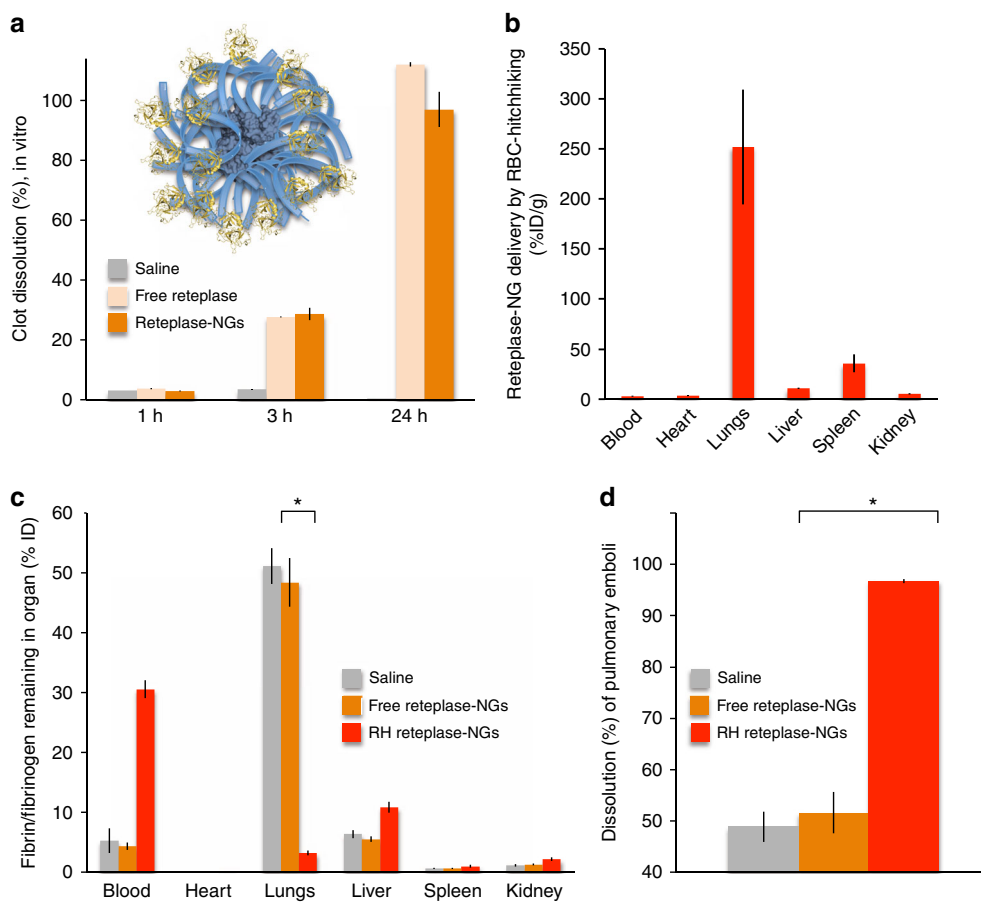 a
Clot dissolution (%), in vitro
100
80
60
40
20
0
Saline
Free reteplase
Reteplase-NGs
1 h
3 h
24 h
b
Reteplase-NG delivery by RBC-hitchhiking
(%ID/g)
350
300
250
200
150
100
50
0
Blood
Heart
Lungs
Liver
Spleen
Kidney
c
Fibrin/fibrinogen remaining in organ (% ID)
60
50
40
30
20
10
0
*
Saline
Free reteplase-NGs
RH reteplase-NGs
Blood
Heart
Lungs
Liver
Spleen
Kidney
d
Dissolution (%) of pulmonary emboli
100
90
80
70
60
50
40
*
Saline
Free reteplase-NGs
RH reteplase-NGs